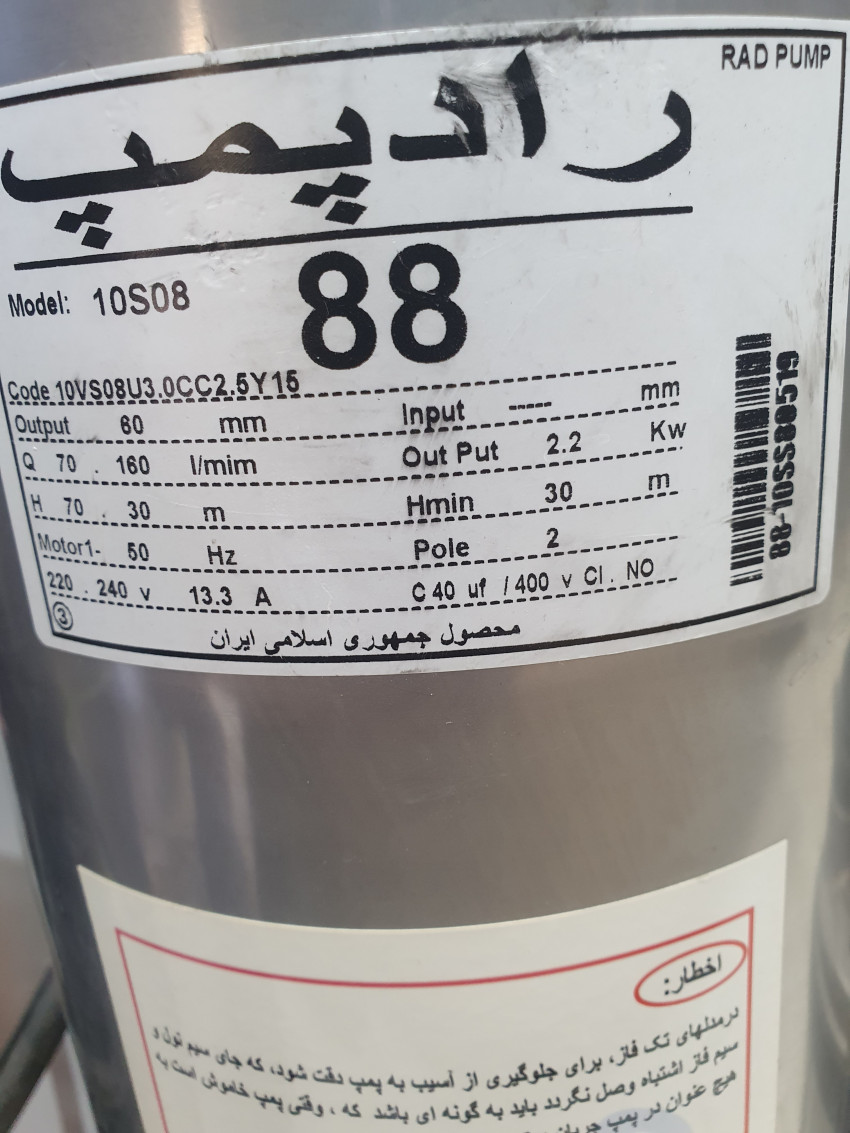 RAD PUMP
رادپمپ
88
Model: 10S08
Code 10VS08U3.0CC2.5Y15
Output 60 mm Input ----- mm
Q 70 . 160 l/mim Out Put 2.2 Kw
H 70 . 30 m Hmin 30 m
Motor1- 50 Hz Pole 2
220 . 240 v 13.3 A C 40 uf / 400 v Cl . NO
3
محصول جمهوری اسلامی ایران
88-10SS80519
اخطار:
درمدلهای تک فاز، برای جلوگیری از آسیب به پمپ دقت شود، که جای سیم نول و
سیم فاز اشتباه وصل نگردد باید به گونه ای باشد که ، وقتی پمپ خاموش است به
هیچ عنوان در پمپ جریان